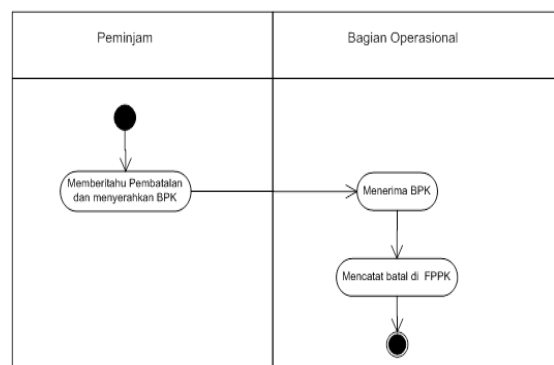 Peminjam
Bagian Operasional
Memberitahu Pembatalan
dan menyerahkan BPK
Menerima BPK
Mencatat batal di FPPK